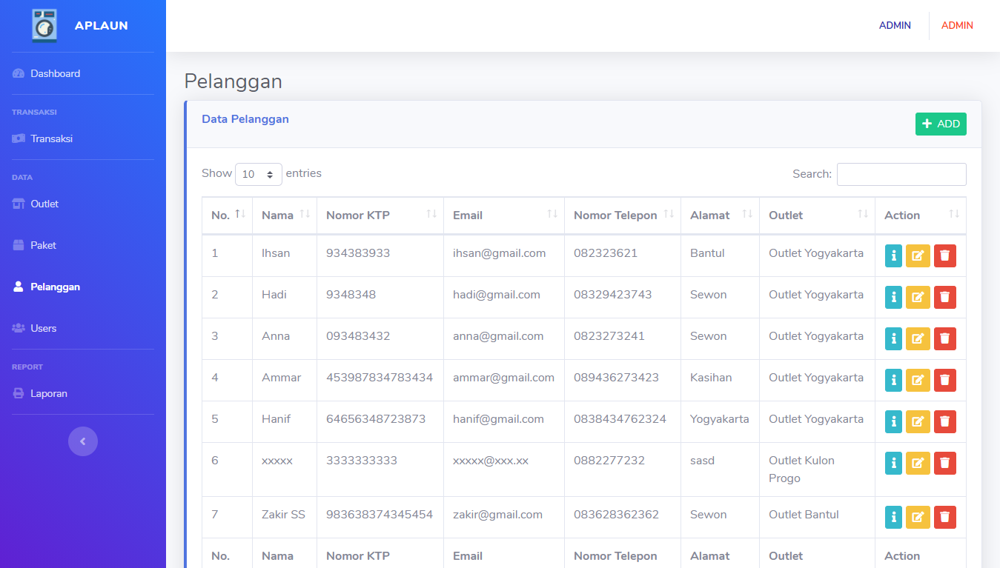 APLAUN
ADMIN ADMIN
Dashboard
TRANSAKSI
Transaksi
DATA
Outlet
Paket
Pelanggan
Users
REPORT
Laporan
Pelanggan
Data Pelanggan
ADD
Show 10 entries
Search:
No. Nama Nomor KTP Email Nomor Telepon Alamat Outlet Action
1 Ihsan 934383933 ihsan@gmail.com 082323621 Bantul Outlet Yogyakarta
2 Hadi 9348348 hadi@gmail.com 08329423743 Sewon Outlet Yogyakarta
3 Anna 093483432 anna@gmail.com 0823273241 Sewon Outlet Yogyakarta
4 Ammar 453987834783434 ammar@gmail.com 089436273423 Kasihan Outlet Yogyakarta
5 Hanif 64656348723873 hanif@gmail.com 0838434762324 Yogyakarta Outlet Yogyakarta
6 xxxxx 3333333333 xxxxx@xxx.xx 0882277232 sasd Outlet Kulon
Progo
7 Zakir SS 983638374345454 zakir@gmail.com 083628362362 Sewon Outlet Bantul
No. Nama Nomor KTP Email Nomor Telepon Alamat Outlet Action